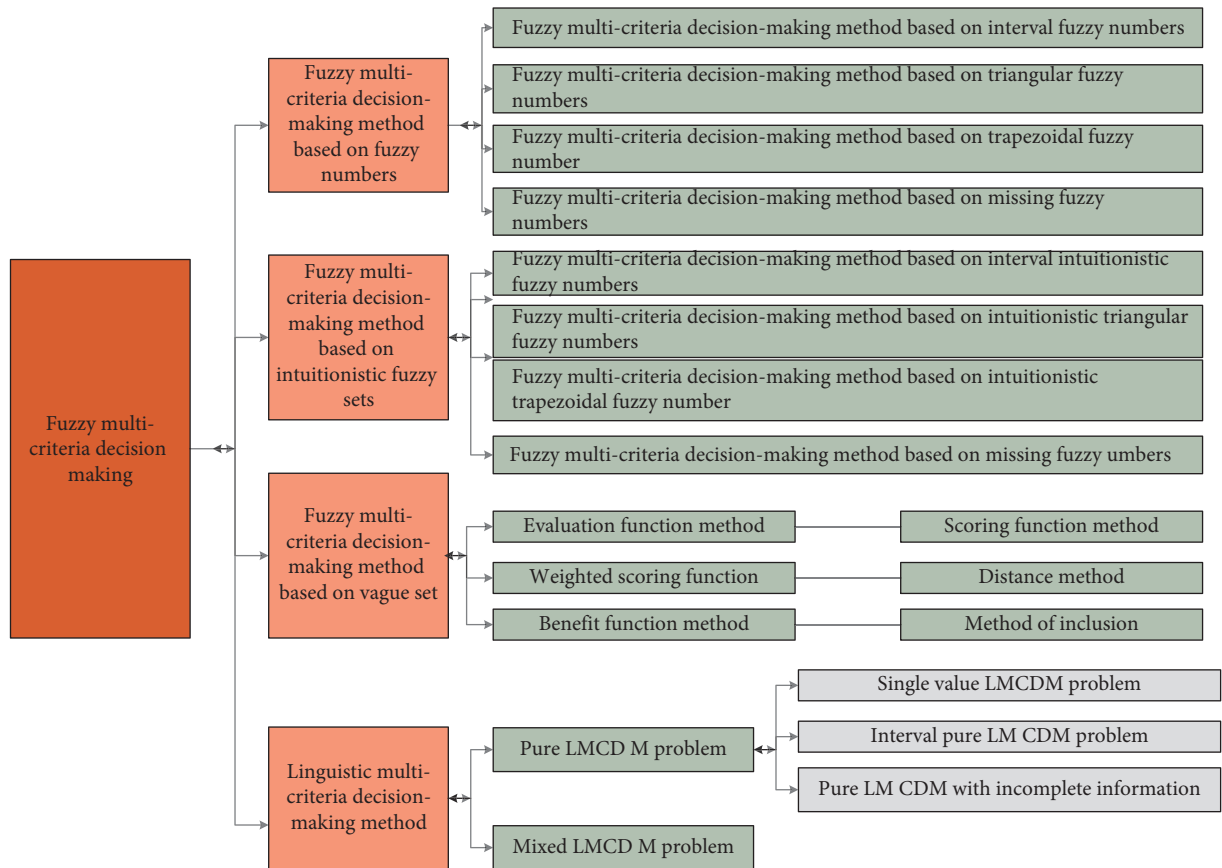 Fuzzy multi-
criteria decision
making
Fuzzy multi-
criteria decision-
making method
based on fuzzy
numbers
Fuzzy multi-criteria decision-making method based on interval fuzzy numbers
Fuzzy multi-criteria decision-making method based on triangular fuzzy
numbers
Fuzzy multi-criteria decision-making method based on trapezoidal fuzzy
number
Fuzzy multi-criteria decision-making method based on missing fuzzy
numbers
Fuzzy multi-
criteria decision-
making method
based on
intuitionistic fuzzy
sets
Fuzzy multi-criteria decision-making method based on interval intuitionistic
fuzzy numbers
Fuzzy multi-criteria decision-making method based on intuitionistic triangular
fuzzy numbers
Fuzzy multi-criteria decision-making method based on intuitionistic
trapezoidal fuzzy number
Fuzzy multi-criteria decision-making method based on missing fuzzy umbers
Fuzzy multi-
criteria decision-
making method
based on vague set
Evaluation function method
Scoring function method
Weighted scoring function
Distance method
Benefit function method
Method of inclusion
Linguistic multi-
criteria decision-
making method
Pure LMCD M problem
Single value LMCDM problem
Interval pure LM CDM problem
Pure LM CDM with incomplete information
Mixed LMCD M problem